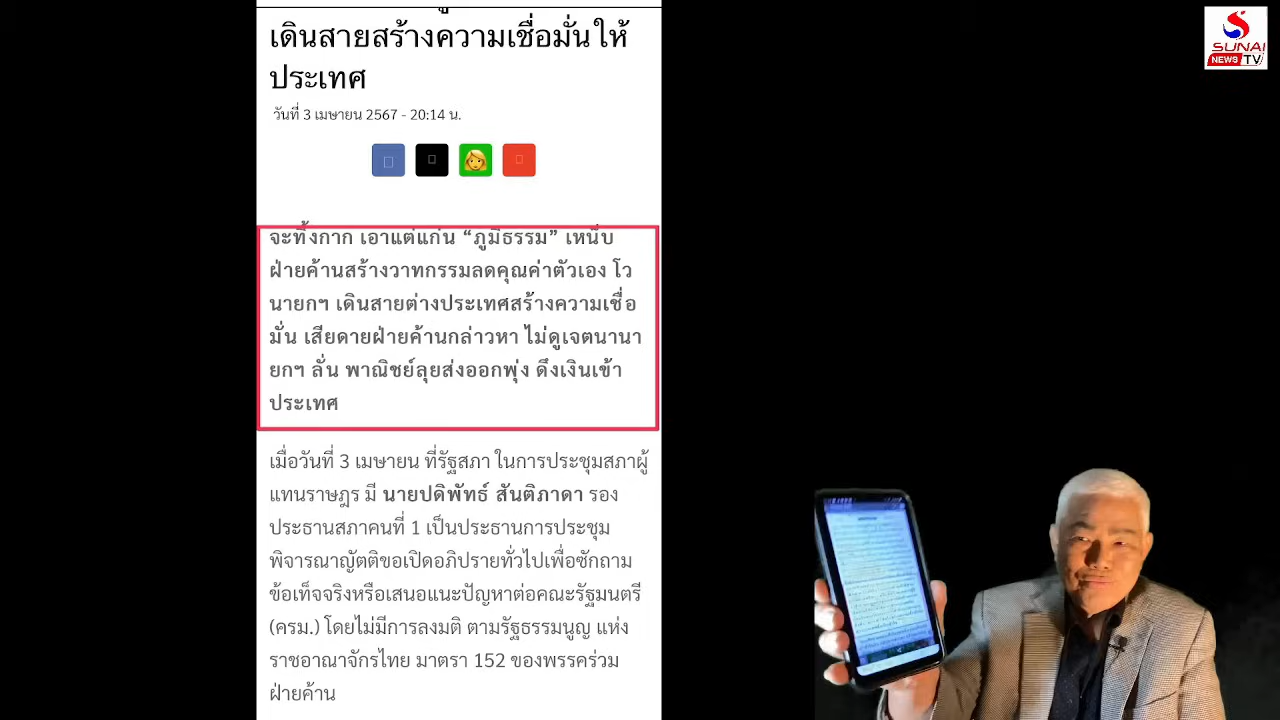 เดินสายสร้างความเชื่อมั่นให้
ประเทศ
วันที่ 3 เมษายน 2567 - 20:14 น.
จะทิ้งกาก เอาแต่แก่น “ภูมิธรรม” เหน็บ
ฝ่ายค้านสร้างวาทกรรมลดคุณค่าตัวเอง โว
นายกฯ เดินสายต่างประเทศสร้างความเชื่อ
มั่น เสียดายฝ่ายค้านกล่าวหา ไม่ดูเจตนานา
ยกฯ ลั่น พาณิชย์ลุยส่งออกพุ่ง ดึงเงินเข้า
ประเทศ
เมื่อวันที่ 3 เมษายน ที่รัฐสภา ในการประชุมสภาผู้
แทนราษฎร มี นายปดิพัทธ์ สันติภาดา รอง
ประธานสภาคนที่ 1 เป็นประธานการประชุม
พิจารณาญัตติขอเปิดอภิปรายทั่วไปเพื่อซักถาม
ข้อเท็จจริงหรือเสนอแนะปัญหาต่อคณะรัฐมนตรี
(ครม.) โดยไม่มีการลงมติ ตามรัฐธรรมนูญ แห่ง
ราชอาณาจักรไทย มาตรา 152 ของพรรคร่วม
ฝ่ายค้าน
SUNAI
NEWS TV